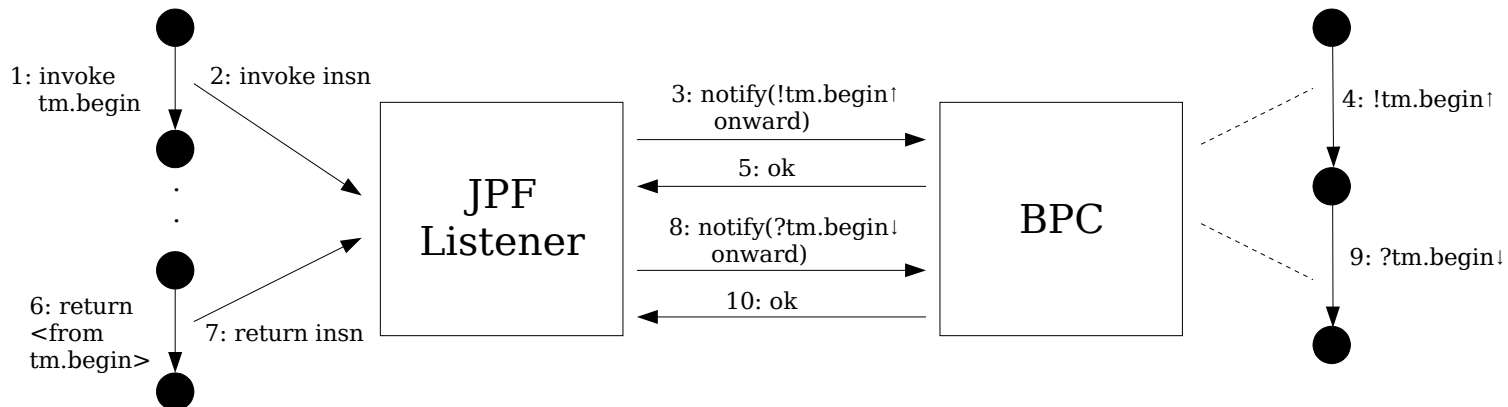 1: invoke
tm.begin
2: invoke insn
JPF
Listener
3: notify(!tm.begin↑
onward)
5: ok
8: notify(?tm.begin↓
onward)
10: ok
BPC
4: !tm.begin↑
9: ?tm.begin↓
6: return
<from
tm.begin>
7: return insn